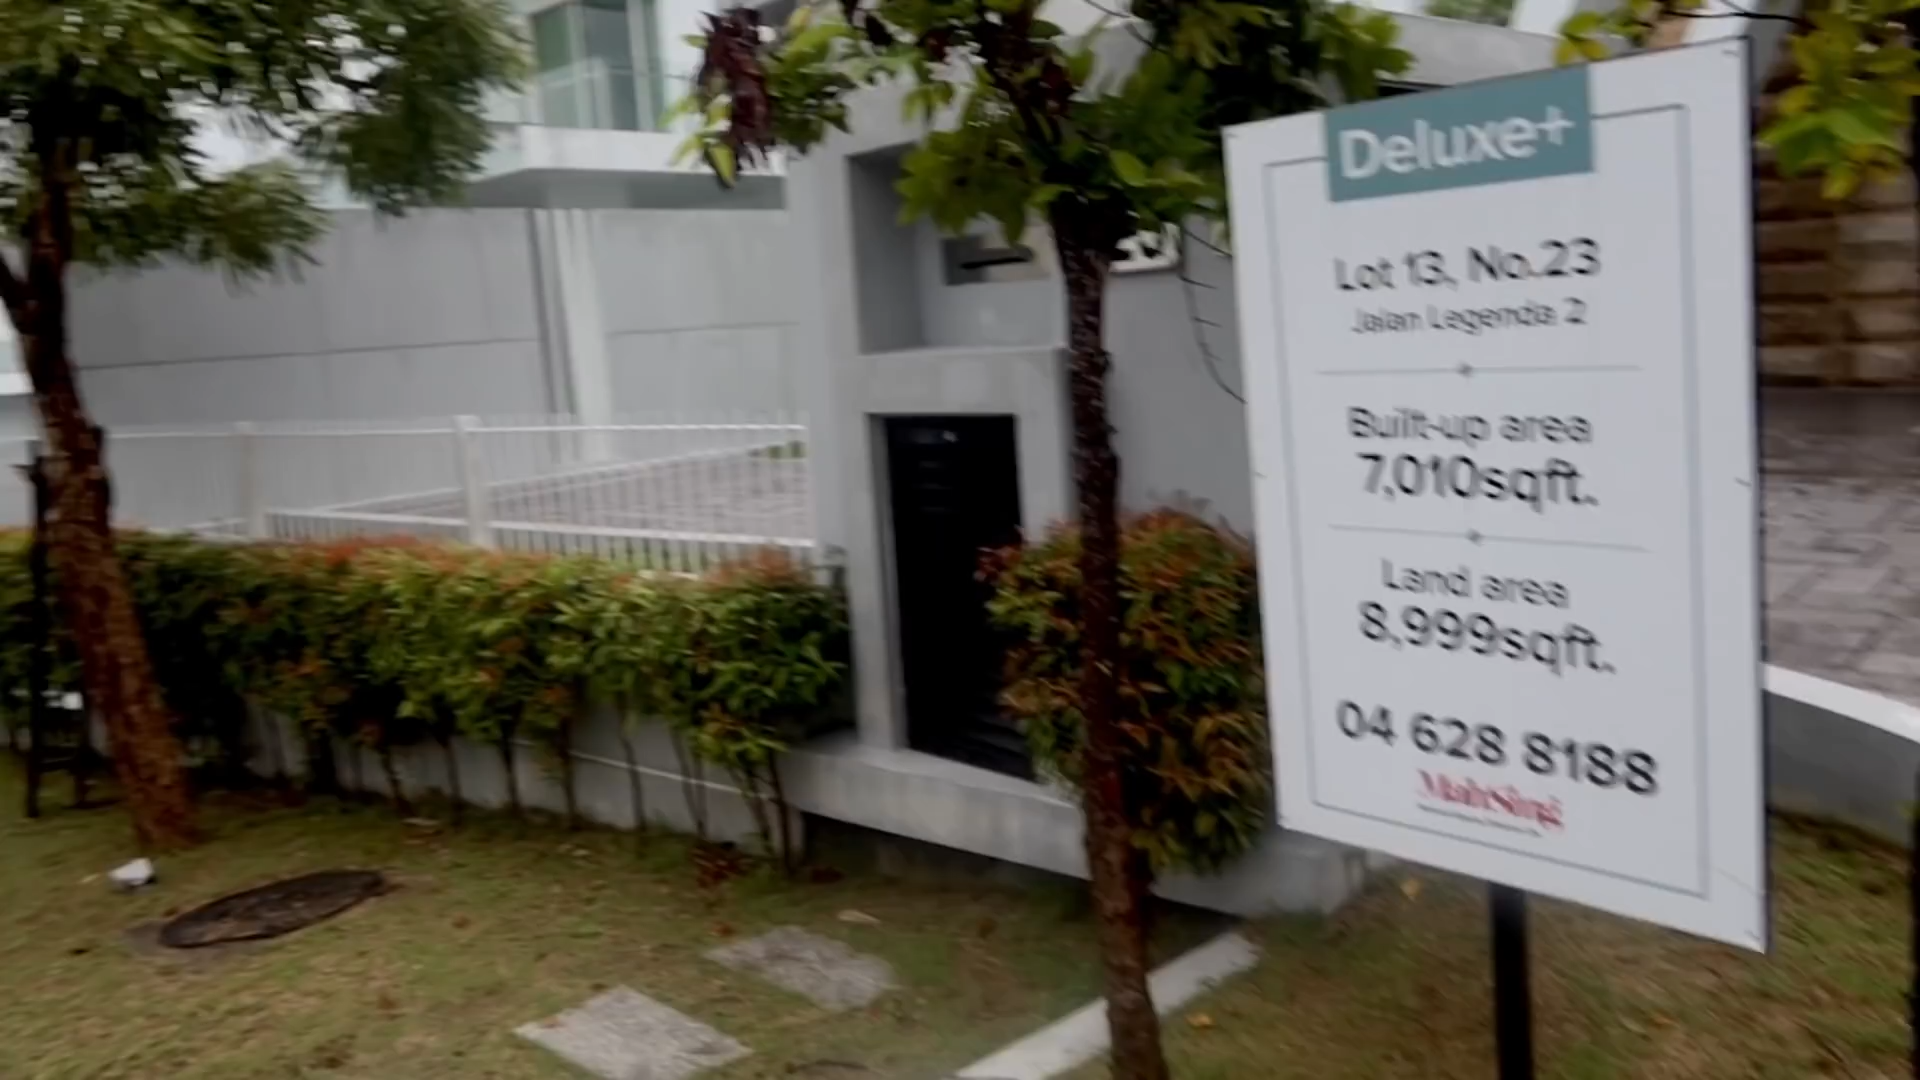 Deluxe+
Lot 13, No.23
Jalan Legenda 2
Built-up area
7,010sqft.
Land area
8,999sqft.
04 628 8188
MahSing